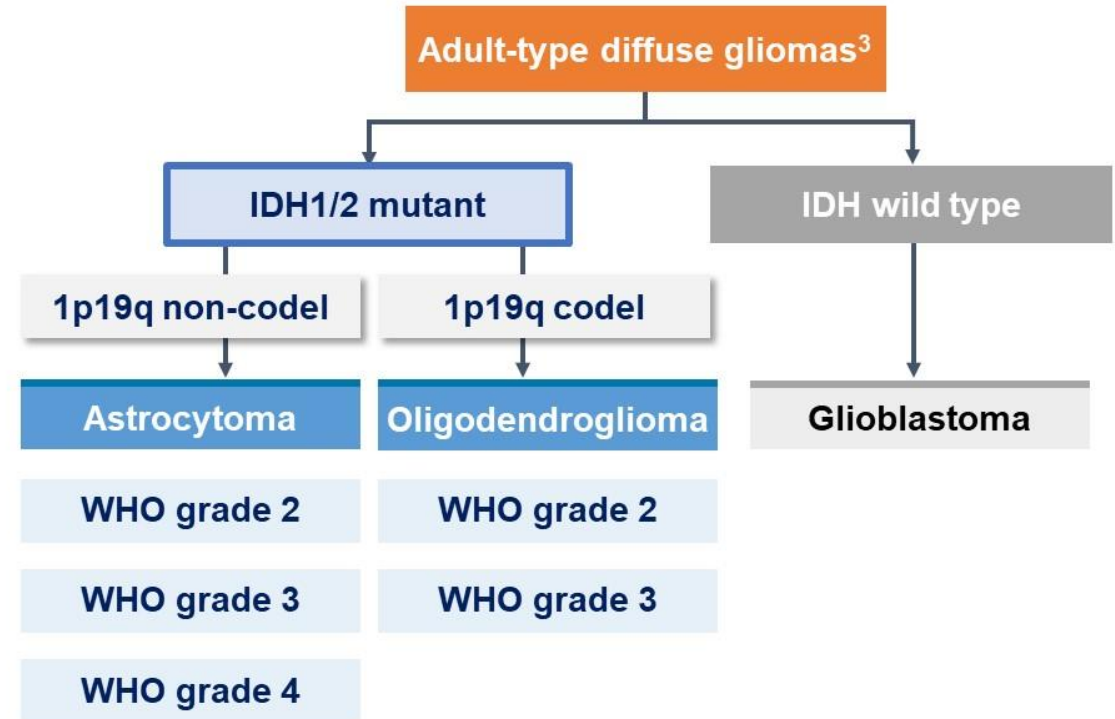 Adult-type diffuse gliomas³
IDH1/2 mutant
IDH wild type
1p19q non-codel
1p19q codel
Astrocytoma
Oligodendroglioma
Glioblastoma
WHO grade 2
WHO grade 2
WHO grade 3
WHO grade 3
WHO grade 4